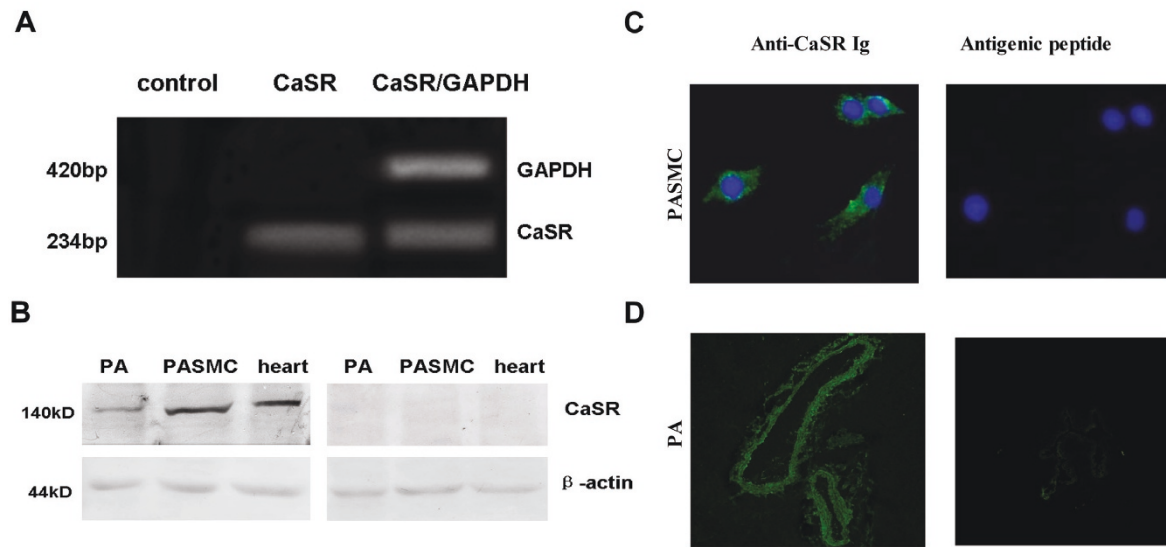 A
control CaSR CaSR/GAPDH
420bp GAPDH
234bp CaSR
B
PA PASMC heart PA PASMC heart
140kD CaSR
44kD β-actin
C
Anti-CaSR Ig Antigenic peptide
PASMC
D
PA